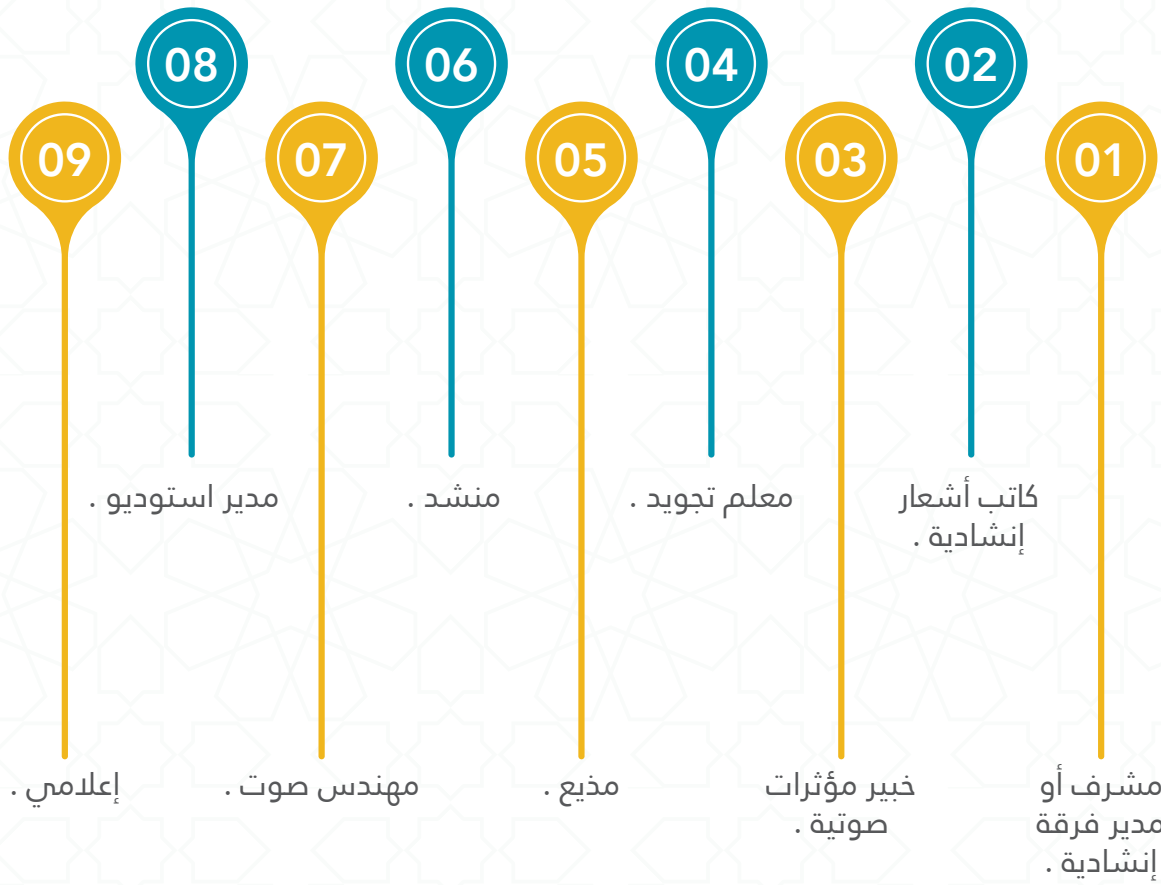 01
مشرف أو
مدير فرقة
إنشادية .
02
كاتب أشعار
إنشادية .
03
خبير مؤثرات
صوتية .
04
معلم تجويد .
05
مذيع .
06
منشد .
07
مهندس صوت .
08
مدير استوديو .
09
إعلامي .